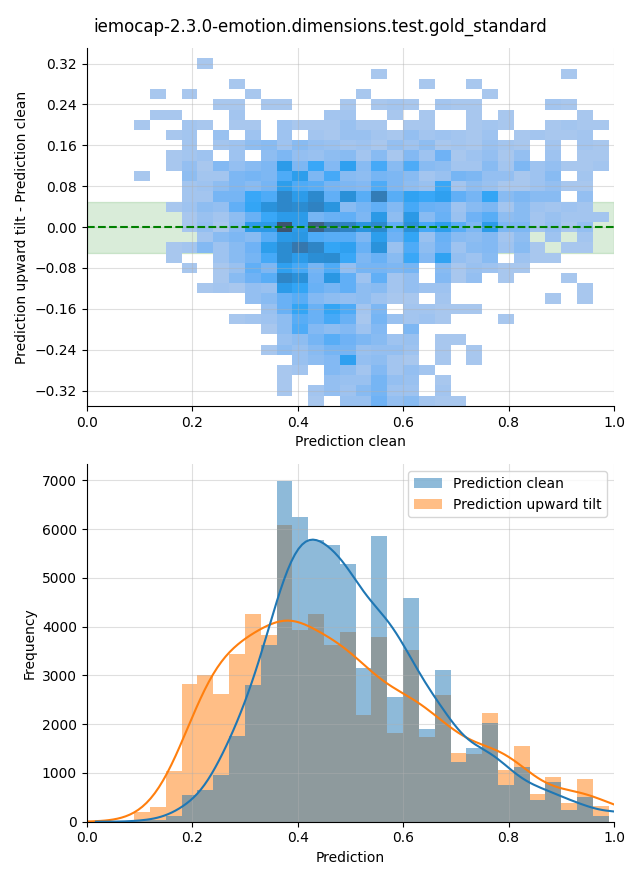 iemocap-2.3.0-emotion.dimensions.test.gold_standard
Prediction upward tilt - Prediction clean
0.32
0.24
0.16
0.08
0.00
−0.08
−0.16
−0.24
−0.32
0.0 0.2 0.4 0.6 0.8 1.0
Prediction clean
Frequency
7000
6000
5000
4000
3000
2000
1000
0
Prediction clean
Prediction upward tilt
0.0 0.2 0.4 0.6 0.8 1.0
Prediction